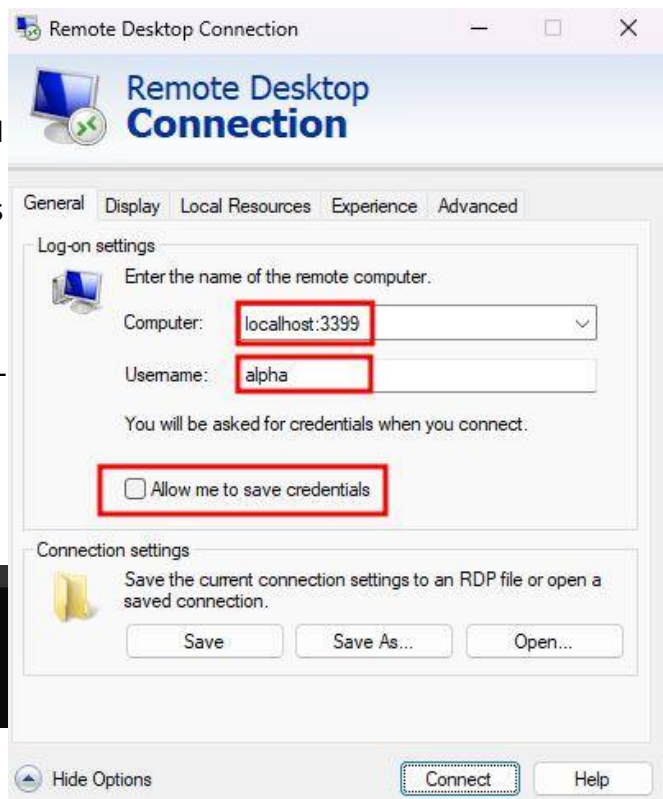 Remote Desktop Connection
Remote Desktop
Connection
General Display Local Resources Experience Advanced
Log-on settings
Enter the name of the remote computer.
Computer: localhost:3399
Username: alpha
You will be asked for credentials when you connect.
Allow me to save credentials
Connection settings
Save the current connection settings to an RDP file or open a
saved connection.
Save Save As... Open...
Hide Options Connect Help